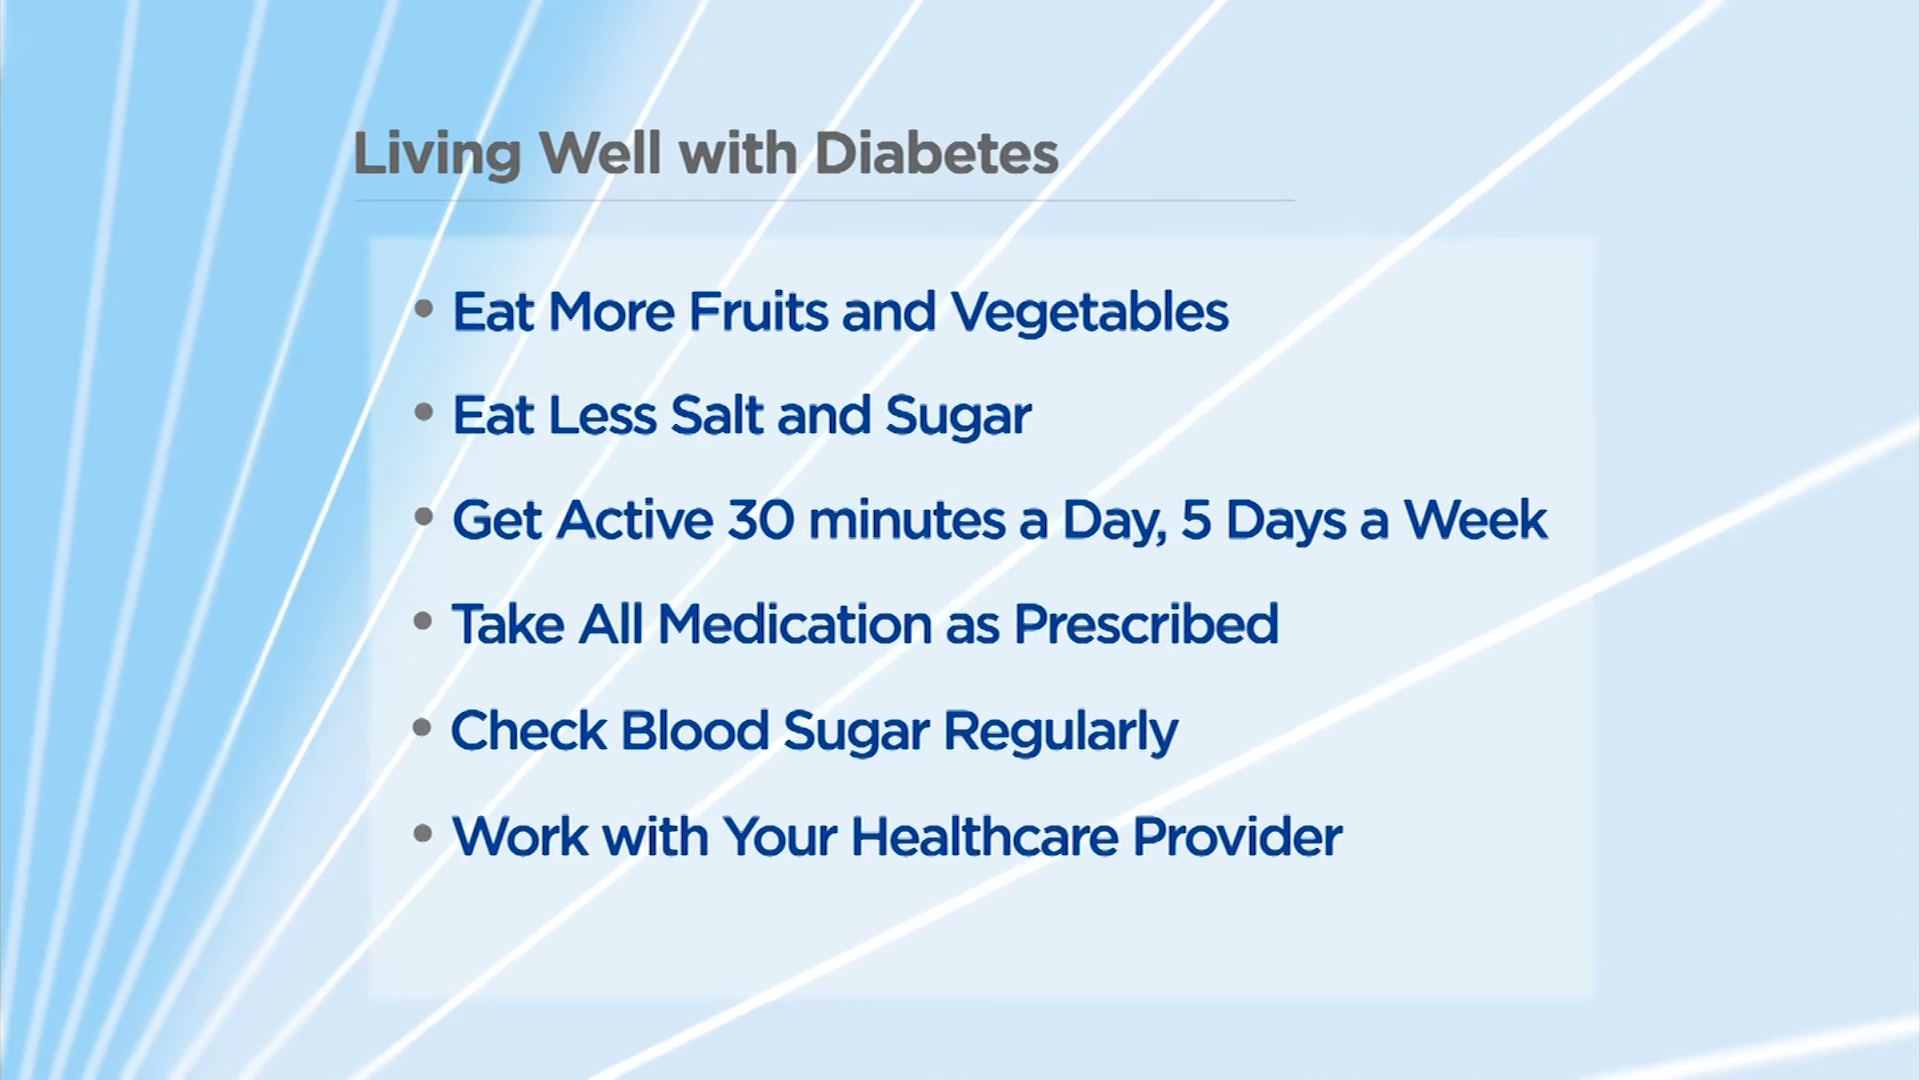 Living Well with Diabetes
• Eat More Fruits and Vegetables
• Eat Less Salt and Sugar
• Get Active 30 minutes a Day, 5 Days a Week
• Take All Medication as Prescribed
• Check Blood Sugar Regularly
• Work with Your Healthcare Provider